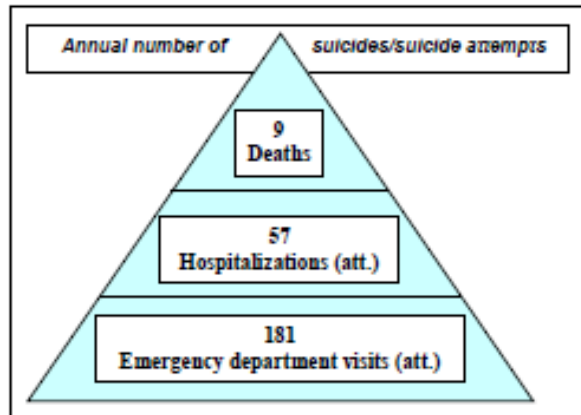 Annual number of suicides/suicide attempts
9
Deaths
57
Hospitalizations (att.)
181
Emergency department visits (att.)